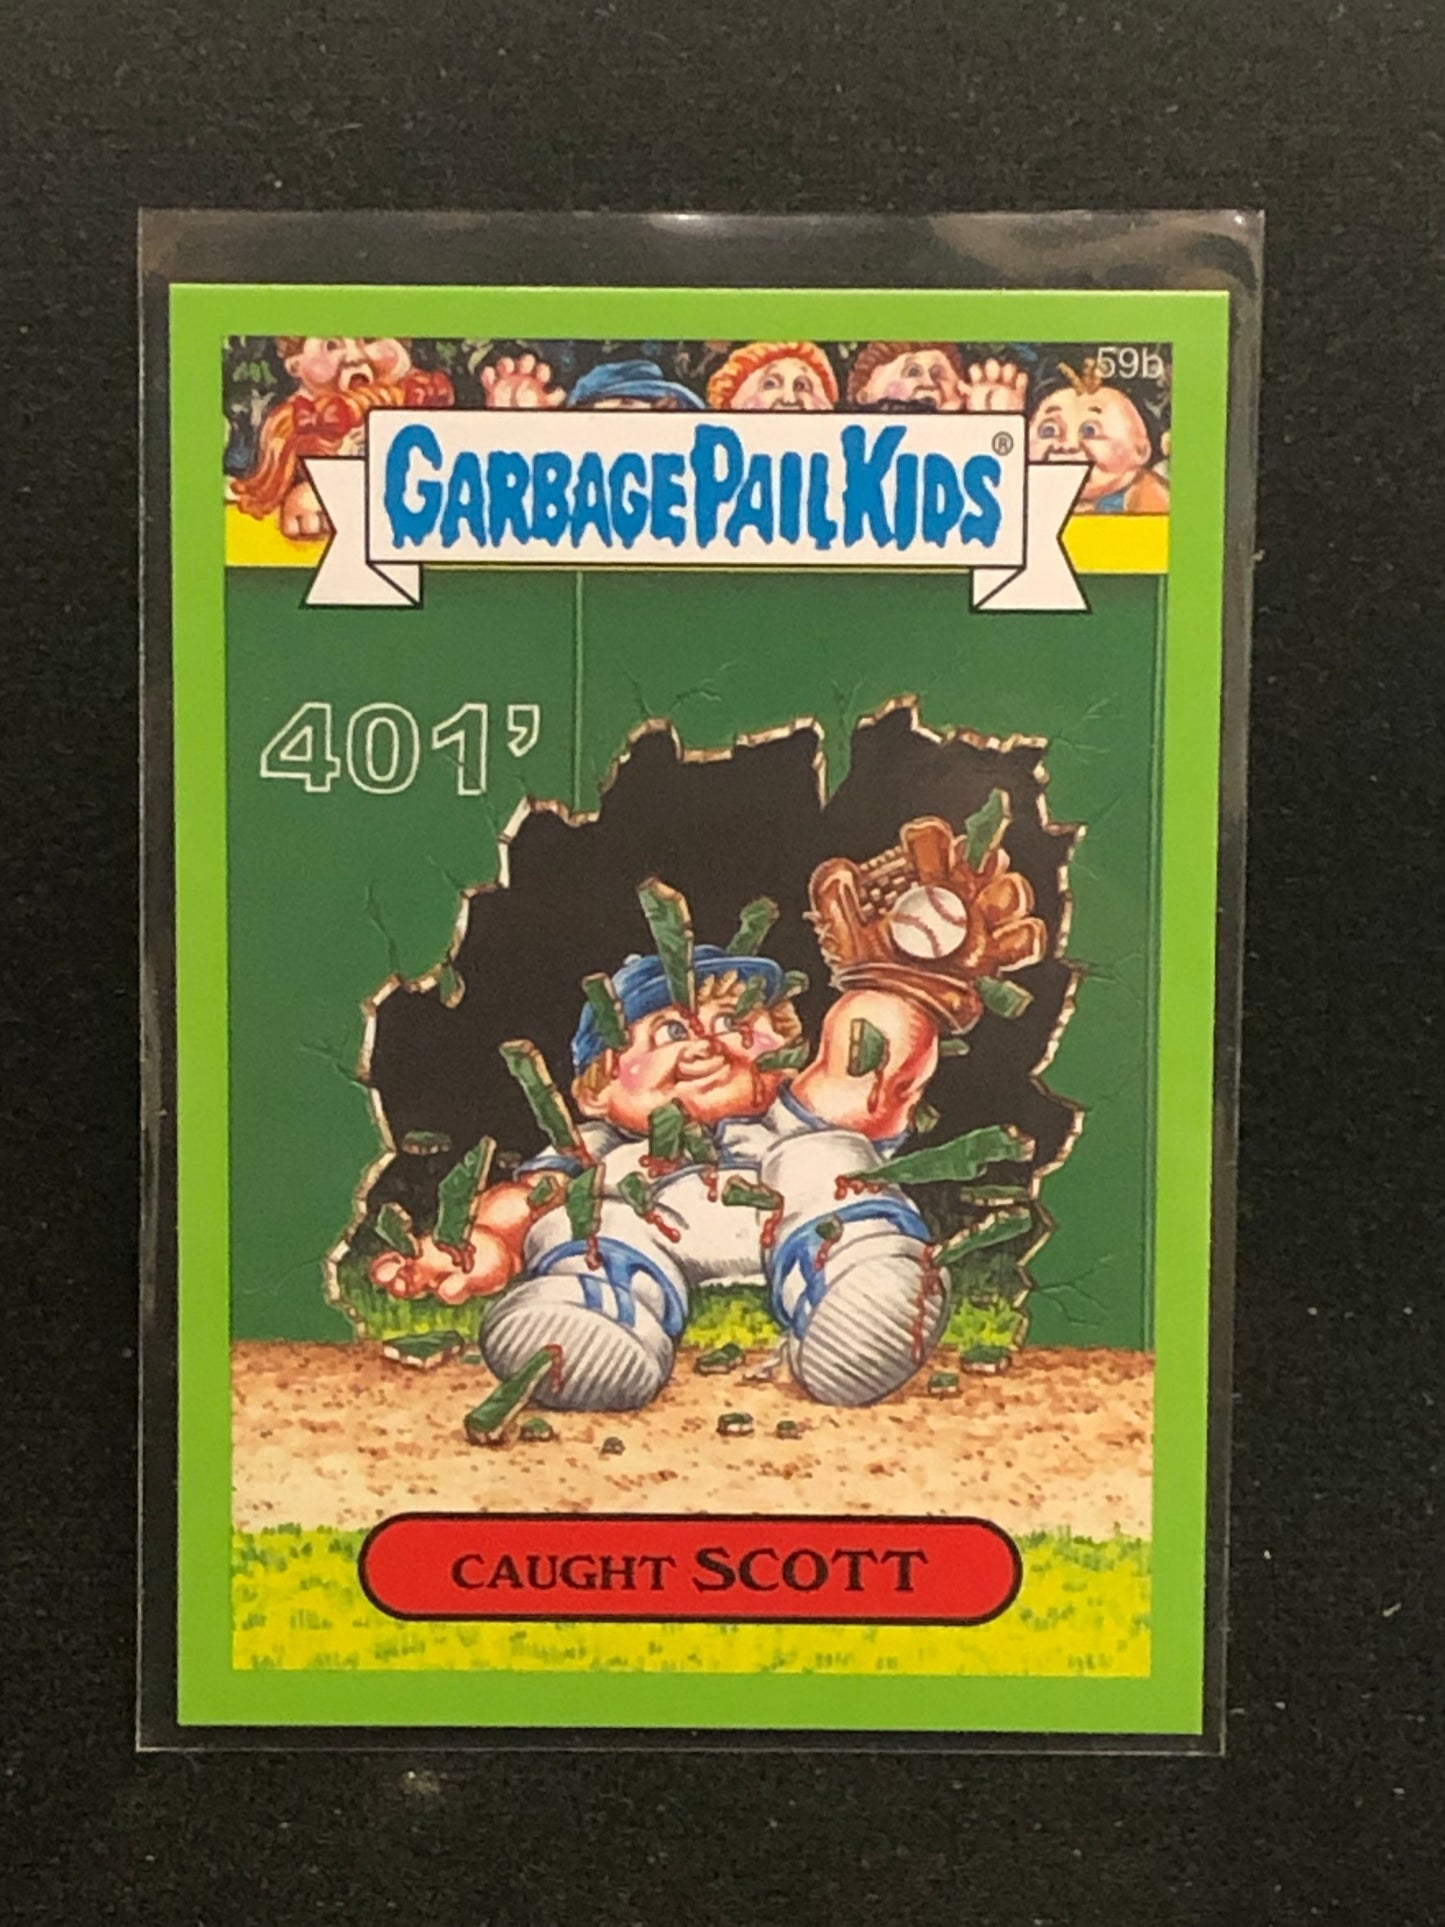 59b
GARBAGE PAIL KIDS®
401’
CAUGHT SCOTT